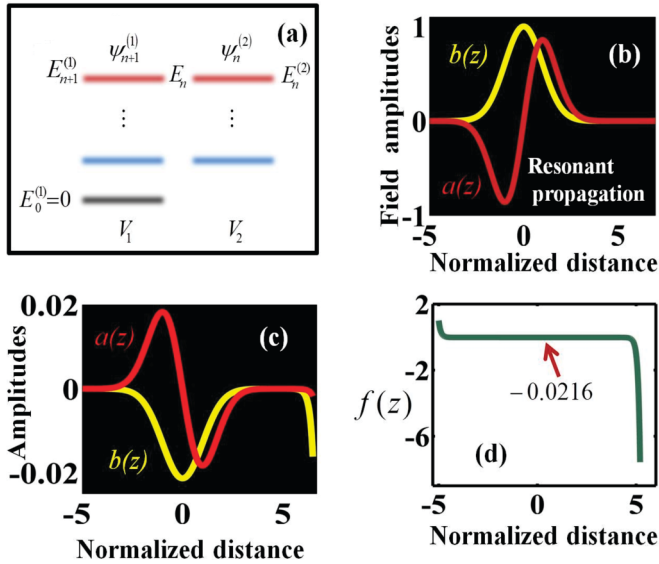 (a)
ψ_{n+1}^{(1)} ψ_n^{(2)}
E_{n+1}^{(1)} E_n E_n^{(2)}
⋮ ⋮
E_0^{(1)}=0
V_1 V_2
(b)
Field amplitudes
1
0
-1
b(z)
a(z)
Resonant
propagation
-5 0 5
Normalized distance
(c)
Amplitudes
0.02
0
-0.02
a(z)
b(z)
-5 0 5
Normalized distance
2
-2
-6
f(z)
−0.0216
(d)
-5 0 5
Normalized distance